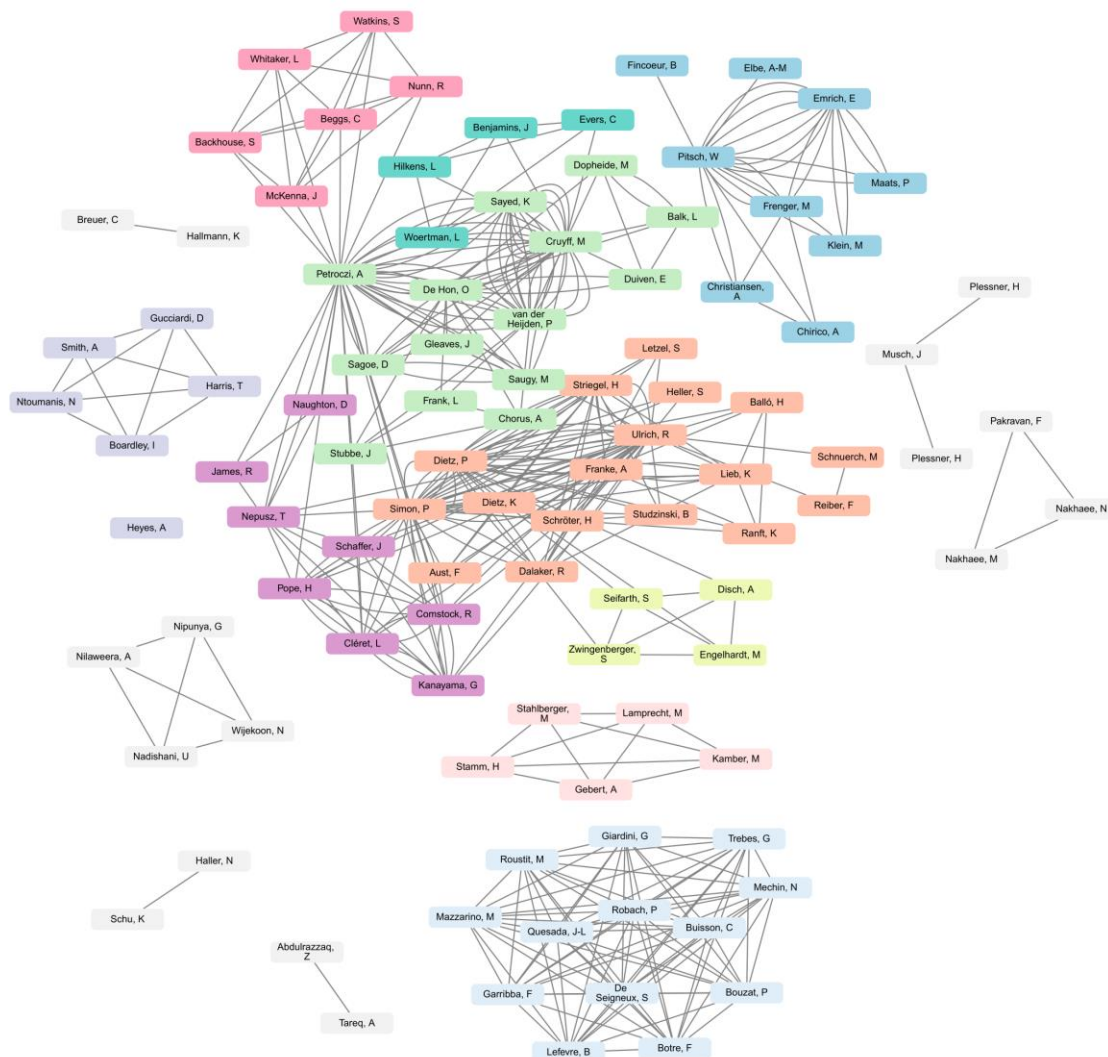 Watkins, S
Whitaker, L
Nunn, R
Beggs, C
Backhouse, S
McKenna, J
Fincoeur, B
Elbe, A-M
Emrich, E
Pitsch, W
Maats, P
Frenger, M
Klein, M
Christiansen,
A
Chirico, A
Benjamins, J
Evers, C
Hilkens, L
Woertman, L
Dopheide, M
Sayed, K
Balk, L
Cruyff, M
Petroczi, A
De Hon, O
Duiven, E
van der
Heijden, P
Gleaves, J
Sagoe, D
Saugy, M
Frank, L
Chorus, A
Stubbe, J
Breuer, C
Hallmann, K
Gucciardi, D
Smith, A
Harris, T
Ntoumanis, N
Boardley, I
Heyes, A
Plessner, H
Musch, J
Plessner, H
Pakravan, F
Nakhaee, N
Nakhaee, M
Letzel, S
Striegel, H
Heller, S
Balló, H
Ulrich, R
Schnuerch, M
Dietz, P
Franke, A
Lieb, K
Reiber, F
Simon, P
Dietz, K
Schröter, H
Studzinski, B
Ranft, K
Aust, F
Dalaker, R
Naughton, D
James, R
Nepusz, T
Schaffer, J
Pope, H
Comstock, R
Cléret, L
Kanayama, G
Seifarth, S
Disch, A
Zwingenberger,
S
Engelhardt, M
Nipunya, G
Nilaweera, A
Wijekoon, N
Nadishani, U
Stahlberger,
M
Lamprecht, M
Stamm, H
Kamber, M
Gebert, A
Haller, N
Schu, K
Abdulrazzaq,
Z
Tareq, A
Giardini, G
Trebes, G
Roustit, M
Mechin, N
Robach, P
Mazzarino, M
Quesada, J-L
Buisson, C
Garribba, F
De
Seigneux, S
Bouzat, P
Lefevre, B
Botre, F